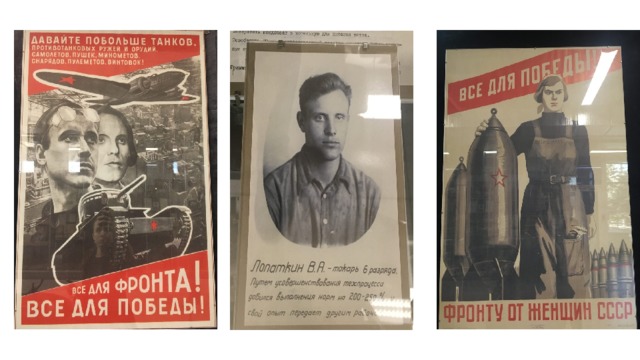 ДАВАЙТЕ ПОБОЛЬШЕ ТАНКОВ,
ПРОТИВОТАНКОВЫХ РУЖЕЙ И ОРУДИЙ,
САМОЛЕТОВ, ПУШЕК, МИНОМЕТОВ,
СНАРЯДОВ, ПУЛЕМЕТОВ, ВИНТОВОК!
ВСЕ ДЛЯ ФРОНТА!
ВСЕ ДЛЯ ПОБЕДЫ!
Лопаткин В.А. - токарь 6 разряда.
Путем усовершенствования техпроцесса
добился выполнения норм на 200-250 %
свой опыт передает другим
ВСЕ ДЛЯ ПОБЕДЫ!
ФРОНТУ ОТ ЖЕНЩИН СССР